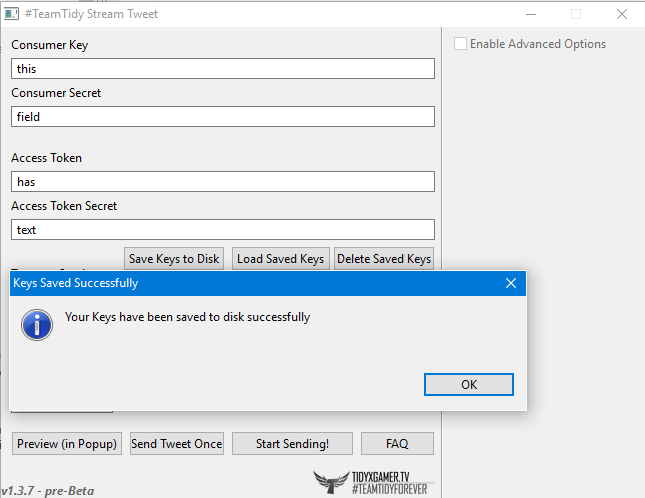 #TeamTidy Stream Tweet
Consumer Key
Enable Advanced Options
this
Consumer Secret
field
Access Token
has
Access Token Secret
text
Save Keys to Disk Load Saved Keys Delete Saved Keys
Keys Saved Successfully
Your Keys have been saved to disk successfully
OK
Preview (in Popup) Send Tweet Once Start Sending! FAQ
TIDYXGAMER.TV
#TEAMTIDYFOREVER
v1.3.7 - pre-Beta